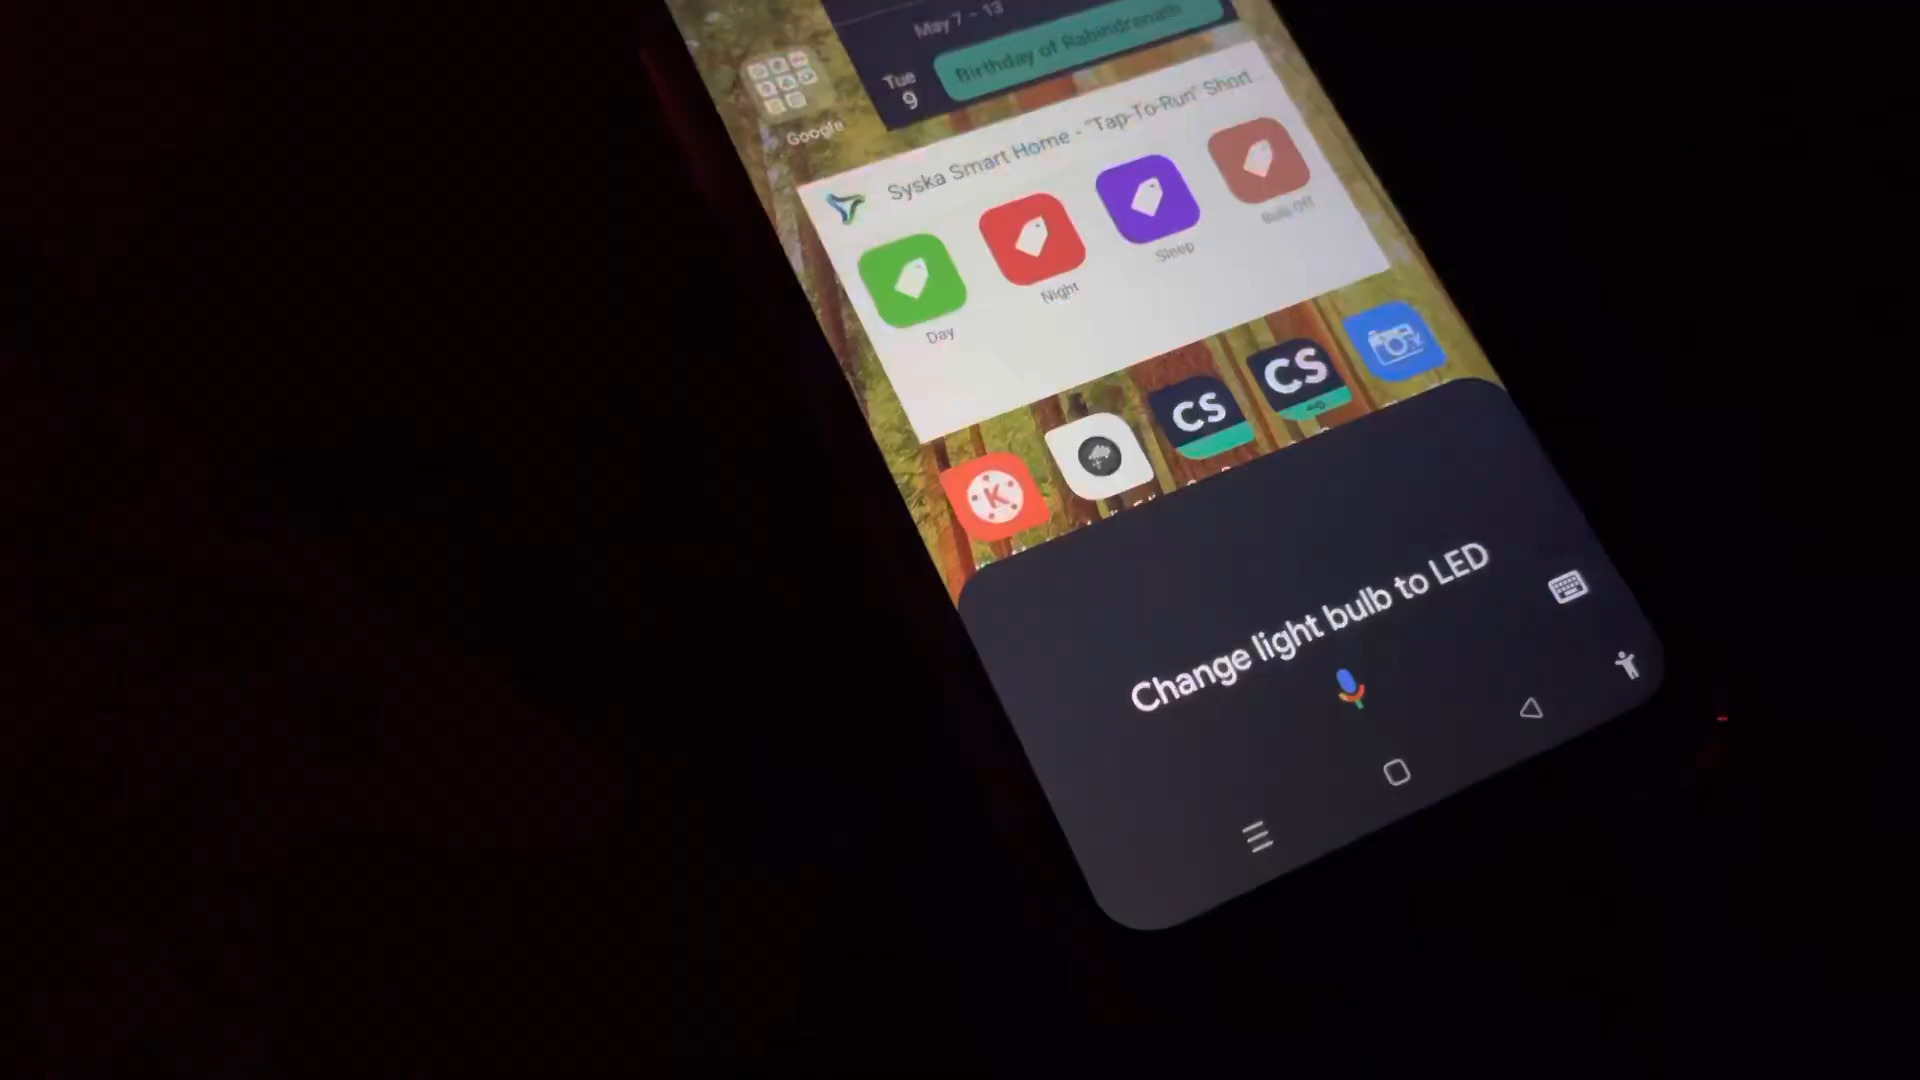 May 7 - 13
Tue
9
Birthday of Rabindranath
Google
Syska Smart Home - "Tap-To-Run" Short...
Day
Night
Sleep
Bulb Off
K
CS
CS
Change light bulb to LED